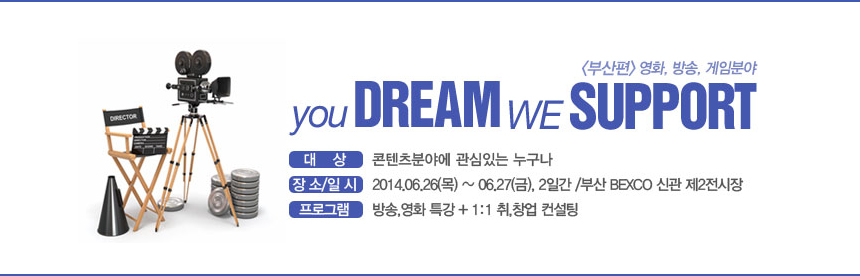 〈부산편〉 영화, 방송, 게임분야
you DREAM WE SUPPORT
DIRECTOR
대 상 콘텐츠분야에 관심있는 누구나
장 소/일 시 2014.06.26(목) ~ 06.27(금), 2일간 /부산 BEXCO 신관 제2전시장
프로그램 방송,영화 특강 + 1:1 취,창업 컨설팅